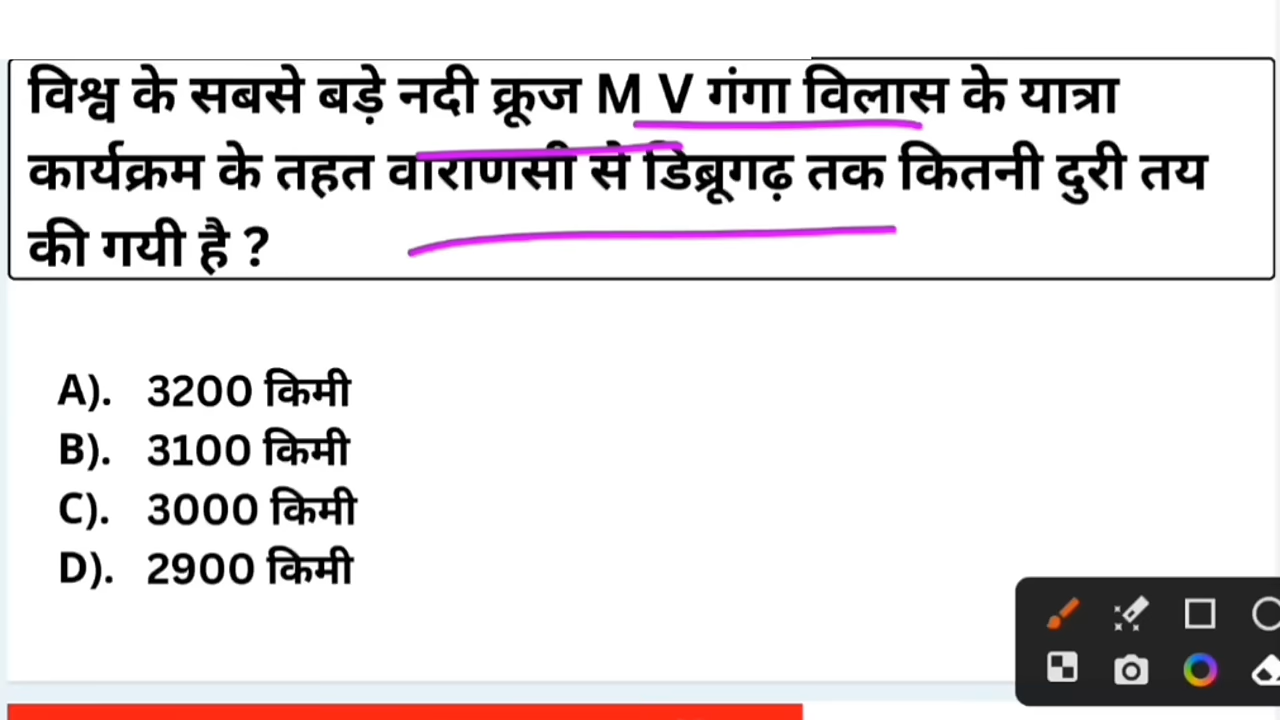 विश्व के सबसे बड़े नदी क्रूज M V गंगा विलास के यात्रा
कार्यक्रम के तहत वाराणसी से डिब्रूगढ़ तक कितनी दुरी तय
की गयी है ?
A). 3200 किमी
B). 3100 किमी
C). 3000 किमी
D). 2900 किमी